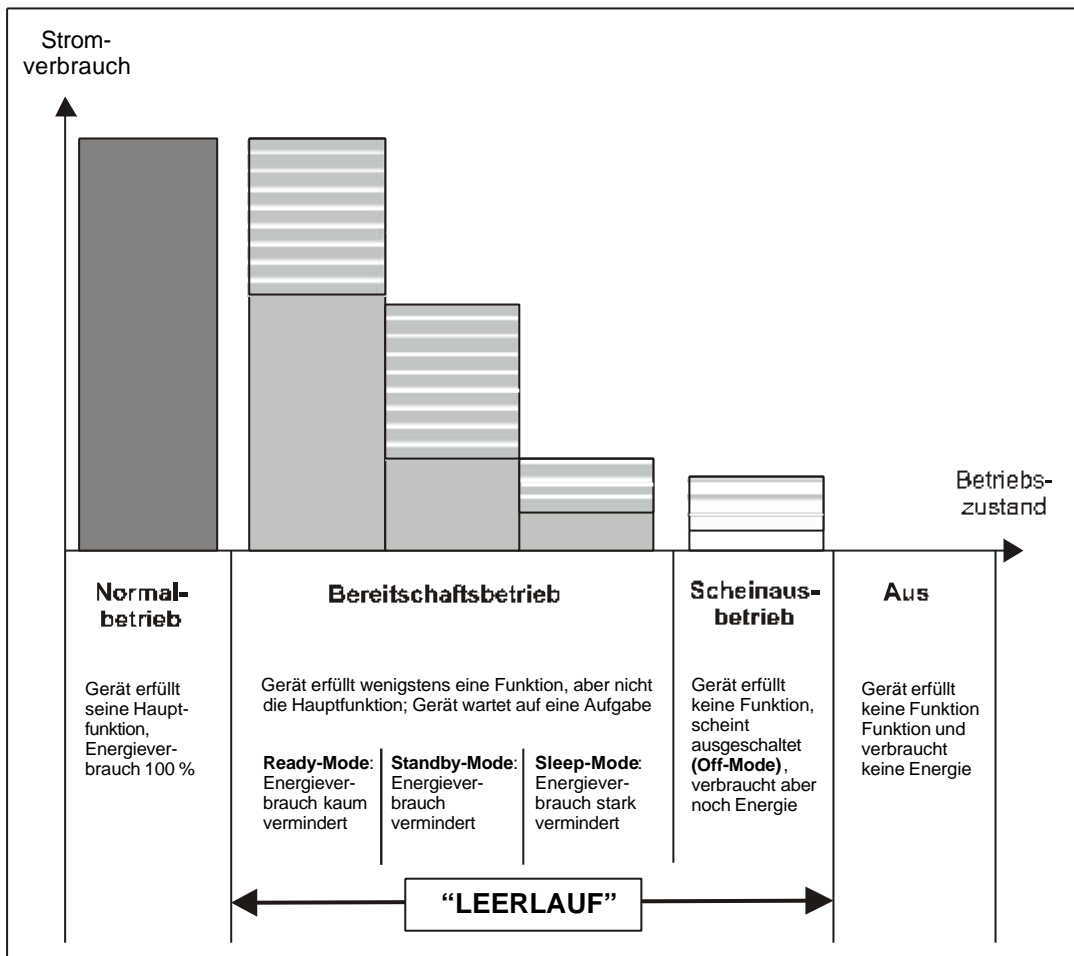 Strom-
verbrauch
Betriebs-
zustand
Normal-
betrieb
Gerät erfüllt
seine Haupt-
funktion,
Energiever-
brauch 100 %
Bereitschaftsbetrieb
Gerät erfüllt wenigstens eine Funktion, aber nicht
die Hauptfunktion; Gerät wartet auf eine Aufgabe
Ready-Mode:
Energiever-
brauch kaum
vermindert
Standby-Mode:
Energiever-
brauch
vermindert
Sleep-Mode:
Energiever-
brauch stark
vermindert
Scheinaus-
betrieb
Gerät erfüllt
keine Funktion,
scheint
ausgeschaltet
(Off-Mode) ,
verbraucht aber
noch Energie
Aus
Gerät erfüllt
keine Funktion
Funktion und
verbraucht
keine Energie
“LEERLAUF”